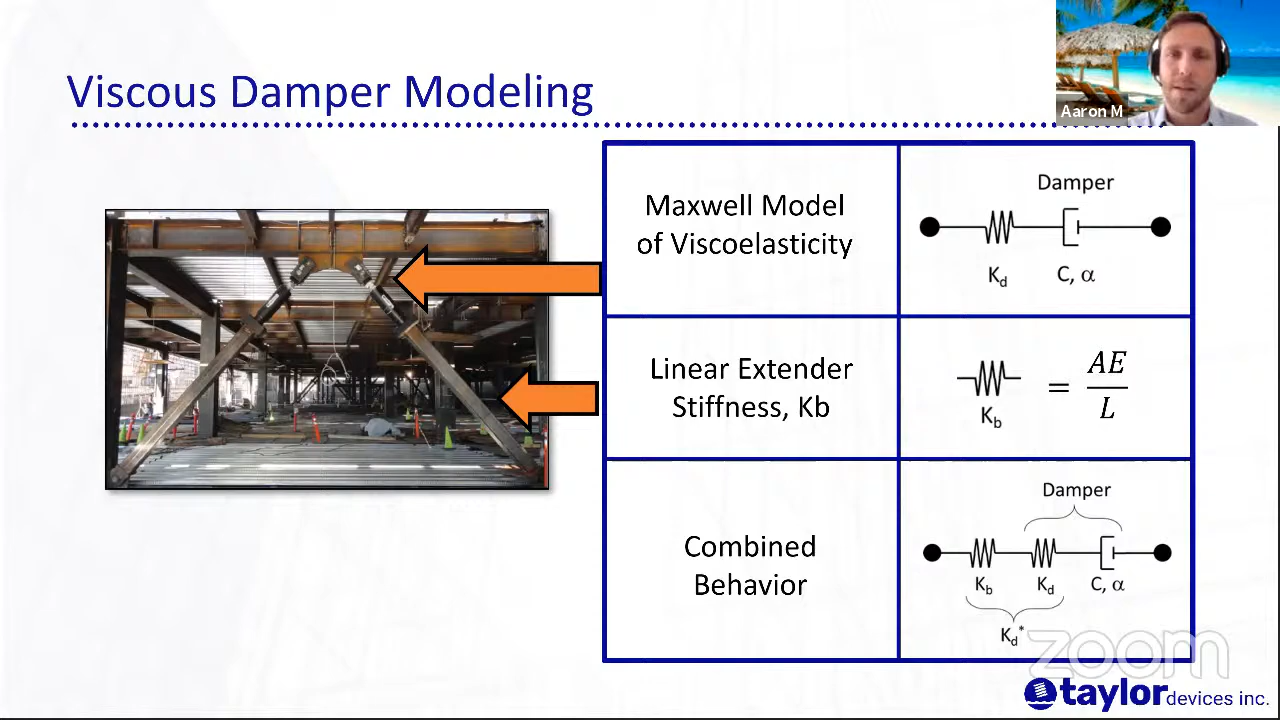 Viscous Damper Modeling
Aaron M
Maxwell Model
of Viscoelasticity
Damper
Kd
C, α
Linear Extender
Stiffness, Kb
Kb
= AE
L
Combined
Behavior
Damper
Kb
Kd
C, α
Kd*
zoom
taylor devices inc.